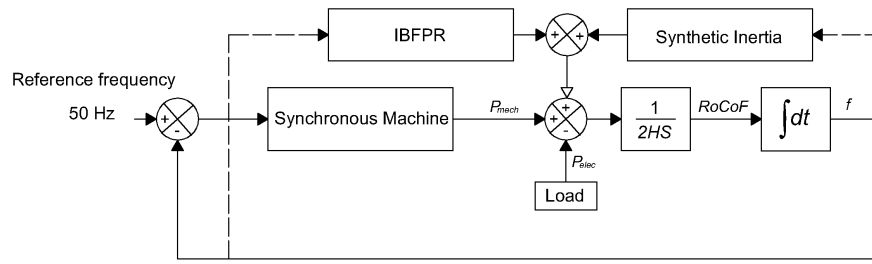 IBFPR
+ +
Synthetic Inertia
Reference frequency
50 Hz
+
-
Synchronous Machine
P_mech
+
+
-
1
2HS
RoCoF
∫dt
f
P_elec
Load